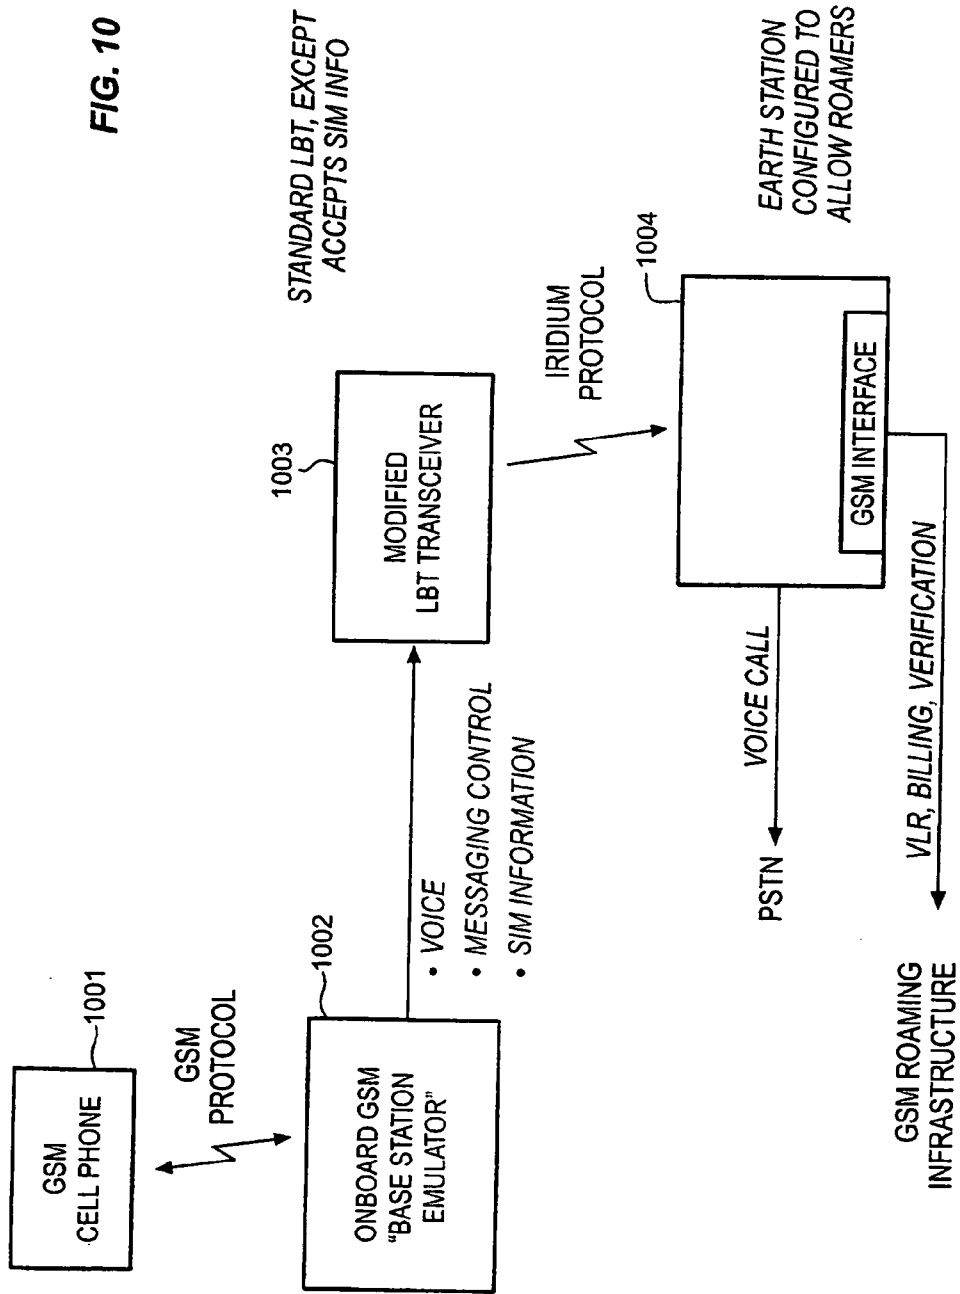 FIG. 10
GSM
CELL PHONE
1001
GSM
PROTOCOL
1002
ONBOARD GSM
"BASE STATION
EMULATOR"
• VOICE
• MESSAGING CONTROL
• SIM INFORMATION
STANDARD LBT, EXCEPT
ACCEPTS SIM INFO
1003
MODIFIED
LBT TRANSCEIVER
IRIDIUM
PROTOCOL
1004
EARTH STATION
CONFIGURED TO
ALLOW ROAMERS
GSM INTERFACE
VOICE CALL
PSTN
VLR, BILLING, VERIFICATION
GSM ROAMING
INFRASTRUCTURE